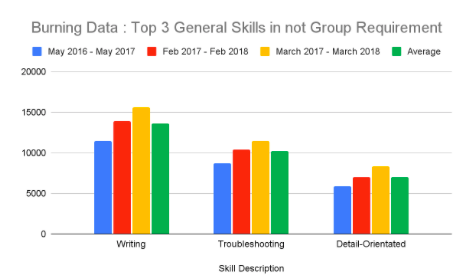 Burning Data : Top 3 General Skills in not Group Requirement
May 2016 - May 2017 Feb 2017 - Feb 2018 March 2017 - March 2018 Average
20000
15000
10000
5000
0
Writing Troubleshooting Detail-Orientated
Skill Description